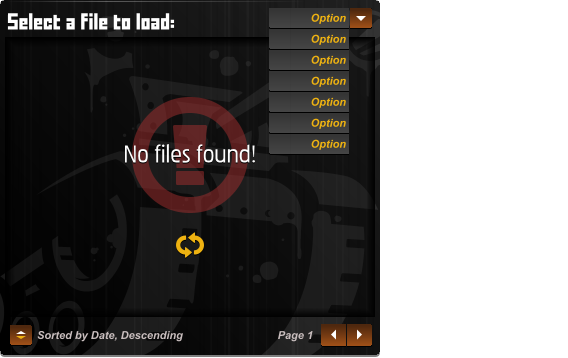 Select a file to load:
Option
Option
Option
Option
Option
Option
Option
No files found!
Sorted by Date, Descending
Page 1